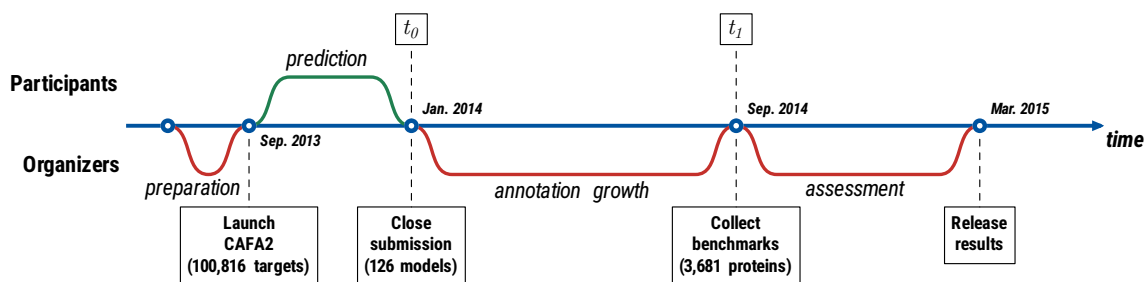 t0
t1
prediction
Participants
Jan. 2014
Sep. 2014
Mar. 2015
Sep. 2013
time
Organizers
preparation
annotation growth
assessment
Launch
CAFA2
(100,816 targets)
Close
submission
(126 models)
Collect
benchmarks
(3,681 proteins)
Release
results